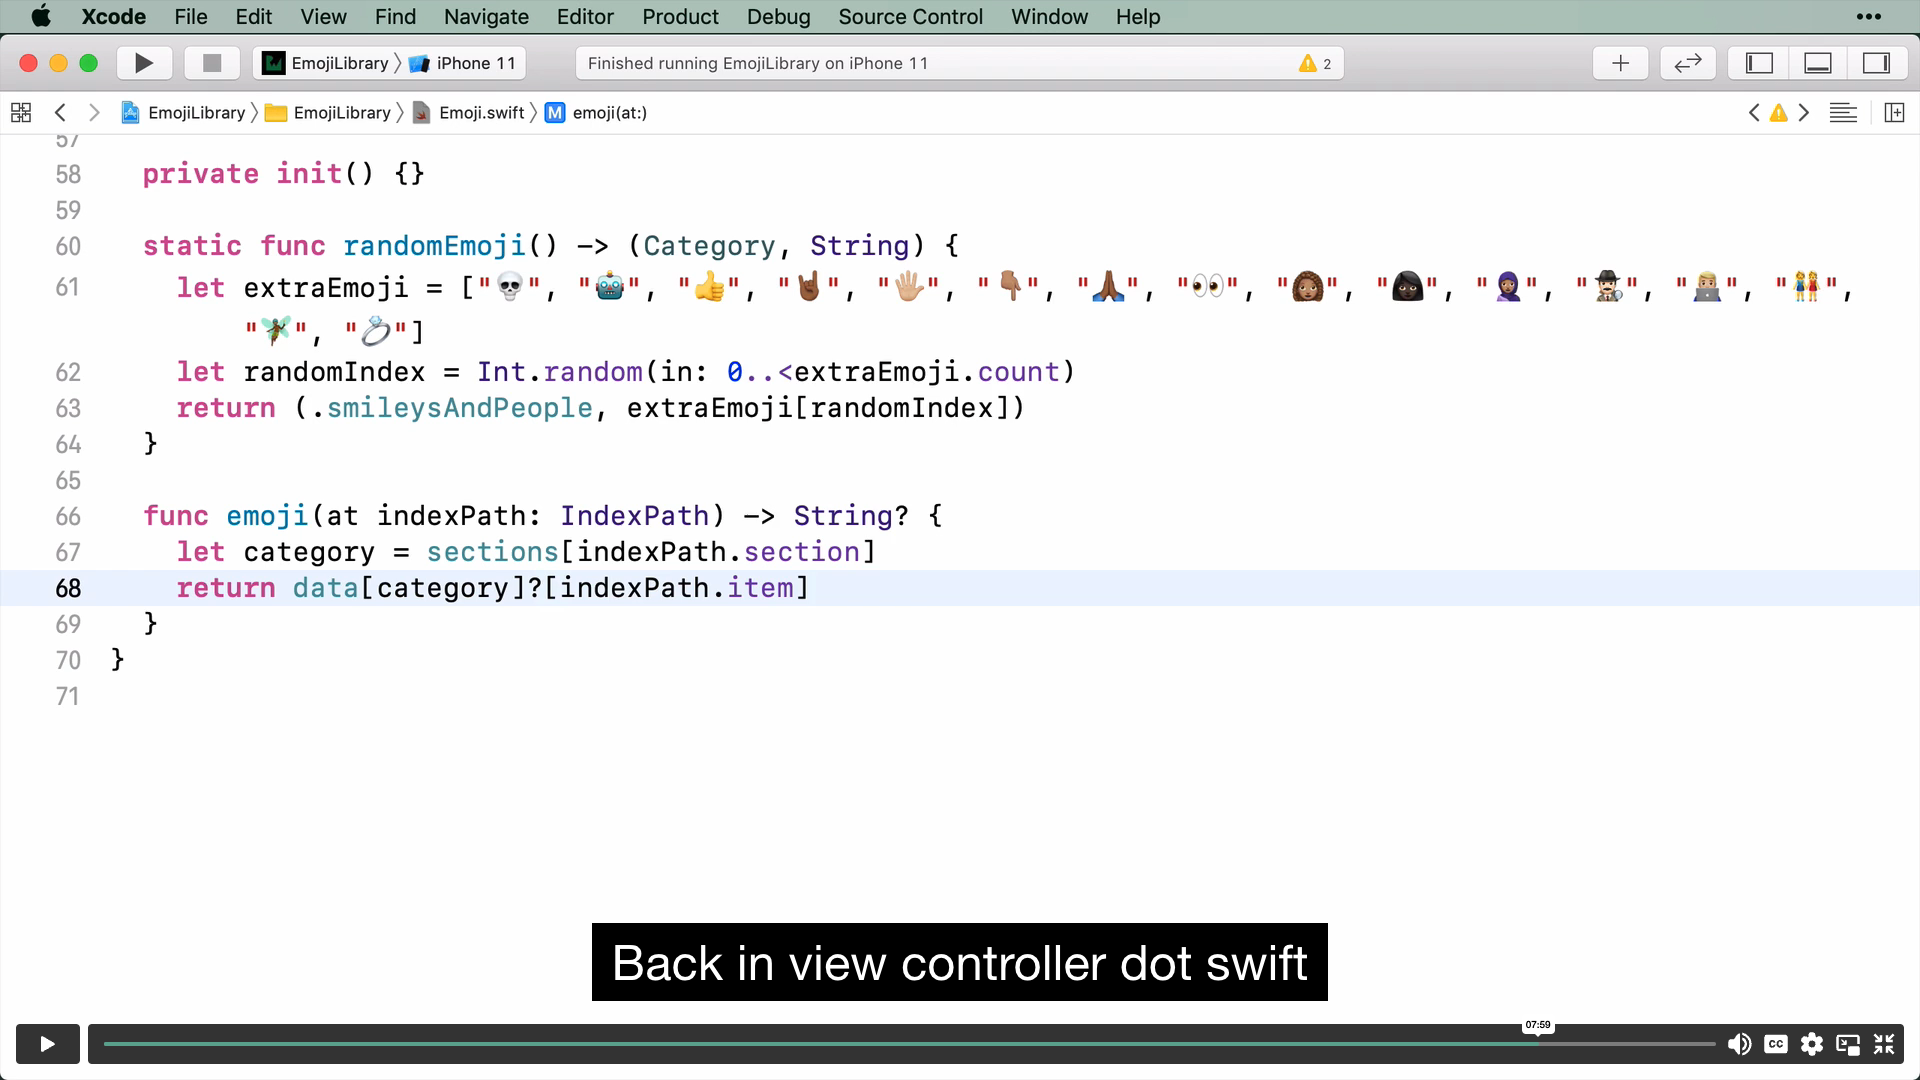 Xcode File Edit View Find Navigate Editor Product Debug Source Control Window Help
EmojiLibrary 〉 iPhone 11 Finished running EmojiLibrary on iPhone 11 2
EmojiLibrary 〉 EmojiLibrary 〉 Emoji.swift 〉 M emoji(at:)
57
58 private init() {}
59
60 static func randomEmoji() -> (Category, String) {
61 let extraEmoji = ["💀", "🤖", "👍", "🤘🏾", "🖐🏼", "👇🏽", "🙏🏾", "👀", "👩🏽‍🦱", "👩🏿", "🧕🏽", "🕵🏻‍♂️", "👨🏼‍💻", "👭",
"🧚", "💍"]
62 let randomIndex = Int.random(in: 0..<extraEmoji.count)
63 return (.smileysAndPeople, extraEmoji[randomIndex])
64 }
65
66 func emoji(at indexPath: IndexPath) -> String? {
67 let category = sections[indexPath.section]
68 return data[category]?[indexPath.item]
69 }
70 }
71
Back in view controller dot swift
07:59
CC